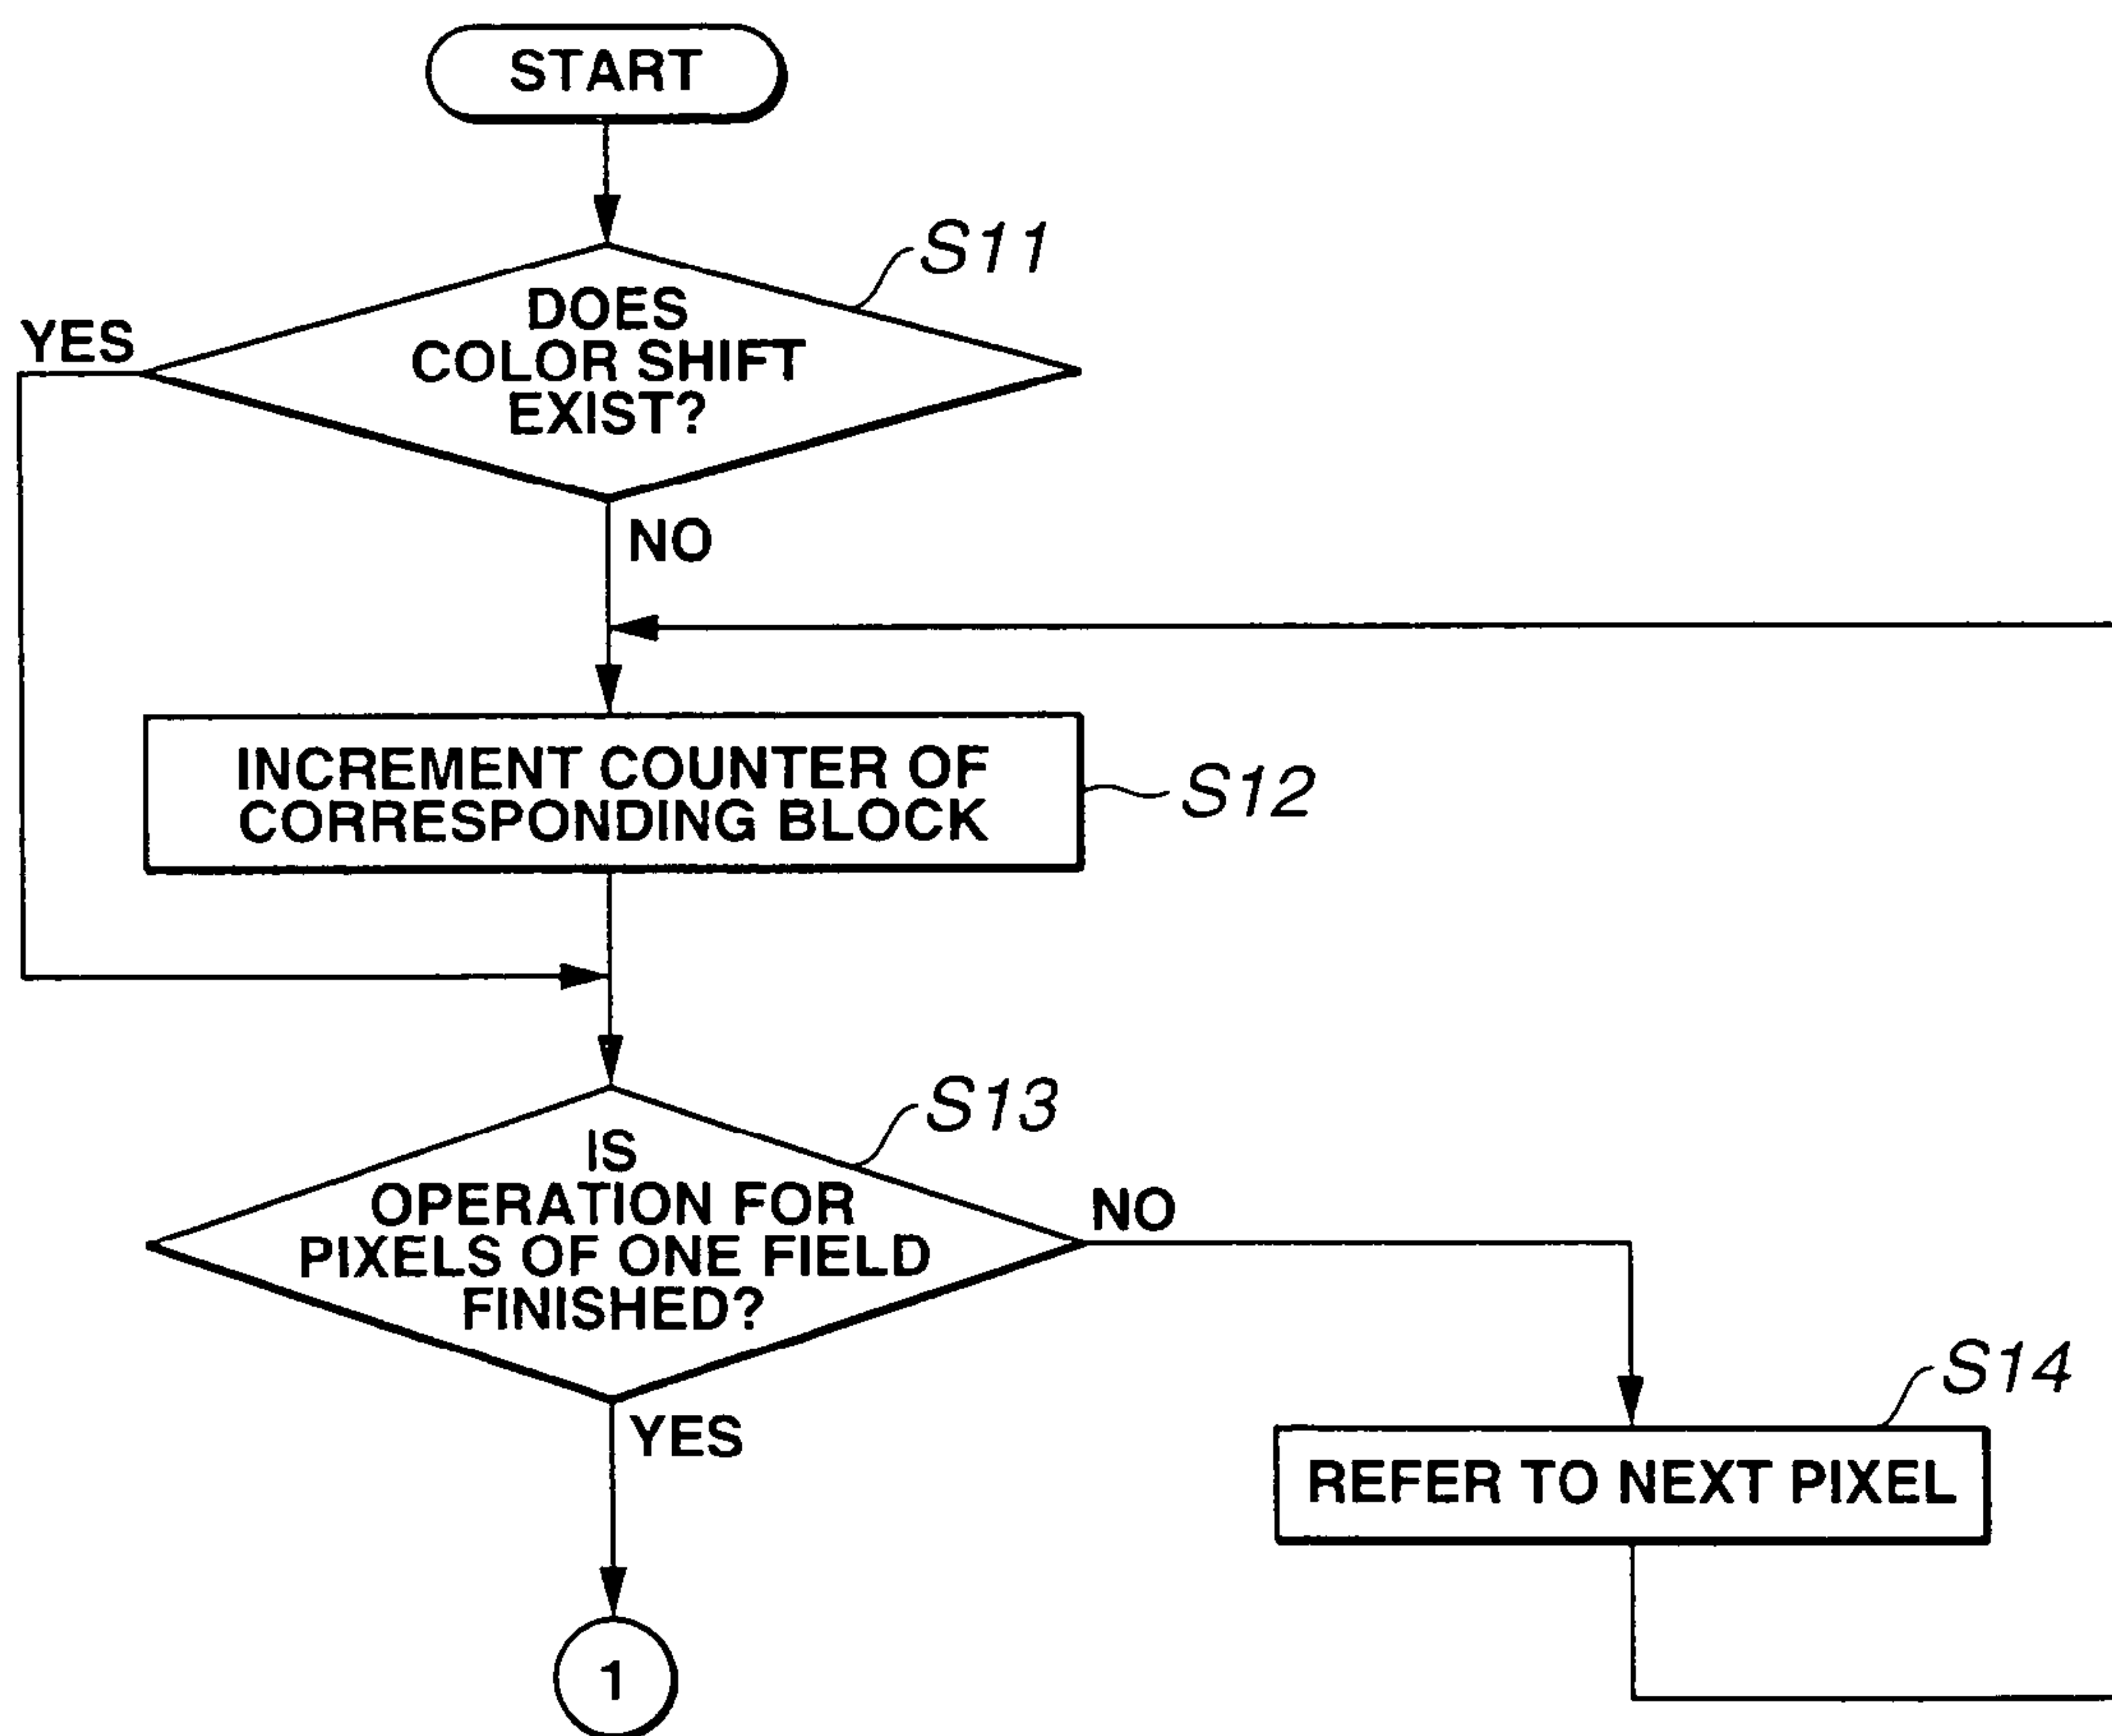 START
S11
DOES
COLOR SHIFT
EXIST?
YES
NO
INCREMENT COUNTER OF
CORRESPONDING BLOCK
S12
S13
IS
OPERATION FOR
PIXELS OF ONE FIELD
FINISHED?
NO
YES
S14
REFER TO NEXT PIXEL
1